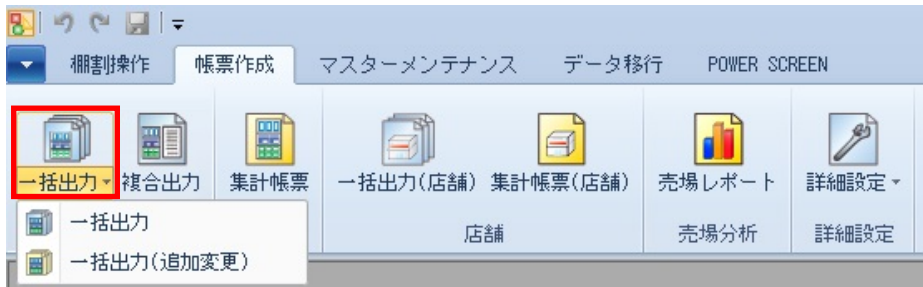 棚割操作 帳票作成 マスターメンテナンス データ移行 POWER SCREEN
一括出力 複合出力 集計帳票 一括出力(店舗) 集計帳票(店舗) 売場レポート 詳細設定
店舗 売場分析 詳細設定
一括出力
一括出力(追加変更)